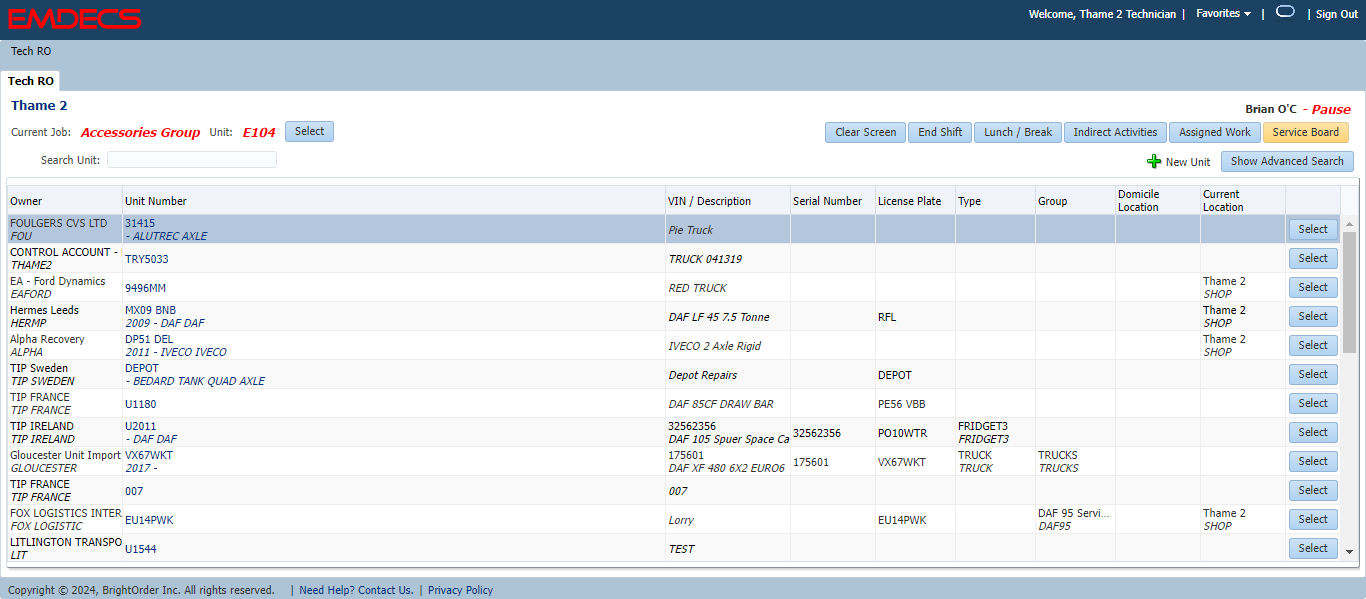 EMDECS
Welcome, Thame 2 Technician | Favorites | | Sign Out
Tech RO
Tech RO
Thame 2
Brian O'C - Pause
Current Job: Accessories Group Unit: E104 Select
Clear Screen End Shift Lunch / Break Indirect Activities Assigned Work Service Board
Search Unit:
New Unit Show Advanced Search
Owner Unit Number VIN / Description Serial Number License Plate Type Group Domicile Location Current Location
FOULGERS CVS LTD 31415
FOU - ALUTREC AXLE Pie Truck Select
CONTROL ACCOUNT -
THAME2 TRY5033 TRUCK 041319 Select
EA - Ford Dynamics Thame 2
EAFORD 9496MM RED TRUCK SHOP Select
Hermes Leeds MX09 BNB Thame 2
HERMP 2009 - DAF DAF DAF LF 45 7.5 Tonne RFL SHOP Select
Alpha Recovery DP51 DEL Thame 2
ALPHA 2011 - IVECO IVECO IVECO 2 Axle Rigid SHOP Select
TIP Sweden DEPOT
TIP SWEDEN - BEDARD TANK QUAD AXLE Depot Repairs DEPOT Select
TIP FRANCE
TIP FRANCE U1180 DAF 85CF DRAW BAR PE56 VBB Select
TIP IRELAND U2011 32562356 FRIDGET3
TIP IRELAND - DAF DAF DAF 105 Spuer Space Ca 32562356 PO10WTR FRIDGET3 Select
Gloucester Unit Import VX67WKT 175601 TRUCK TRUCKS
GLOUCESTER 2017 - DAF XF 480 6X2 EURO6 175601 VX67WKT TRUCK TRUCKS Select
TIP FRANCE
TIP FRANCE 007 007 Select
FOX LOGISTICS INTER DAF 95 Servi... Thame 2
FOX LOGISTIC EU14PWK Lorry EU14PWK DAF95 SHOP Select
LITLINGTON TRANSPO
LIT U1544 TEST Select
Copyright © 2024, BrightOrder Inc. All rights reserved. | Need Help? Contact Us. | Privacy Policy